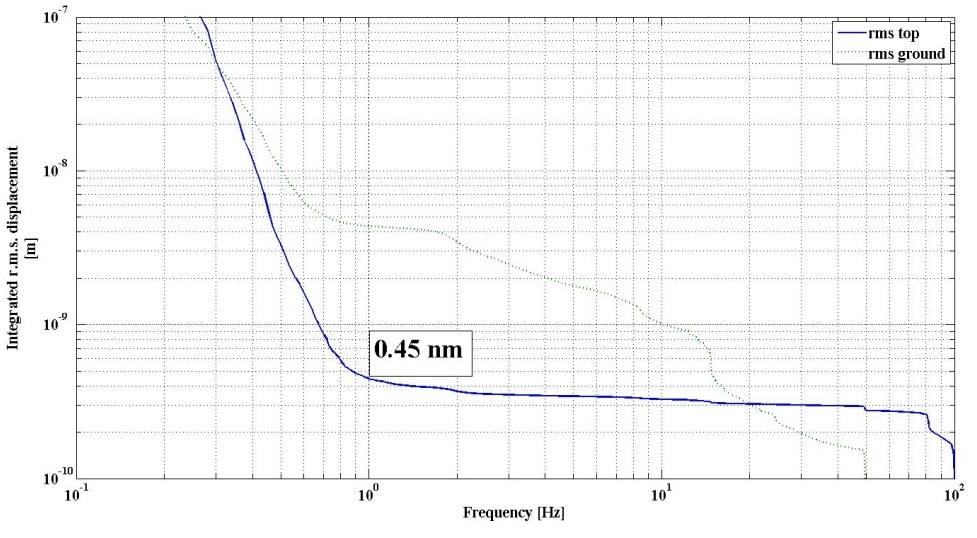 10^-7
rms top
rms ground
10^-8
Integrated r.m.s. displacement
[m]
10^-9
0.45 nm
10^-10
10^-1
10^0
10^1
10^2
Frequency [Hz]